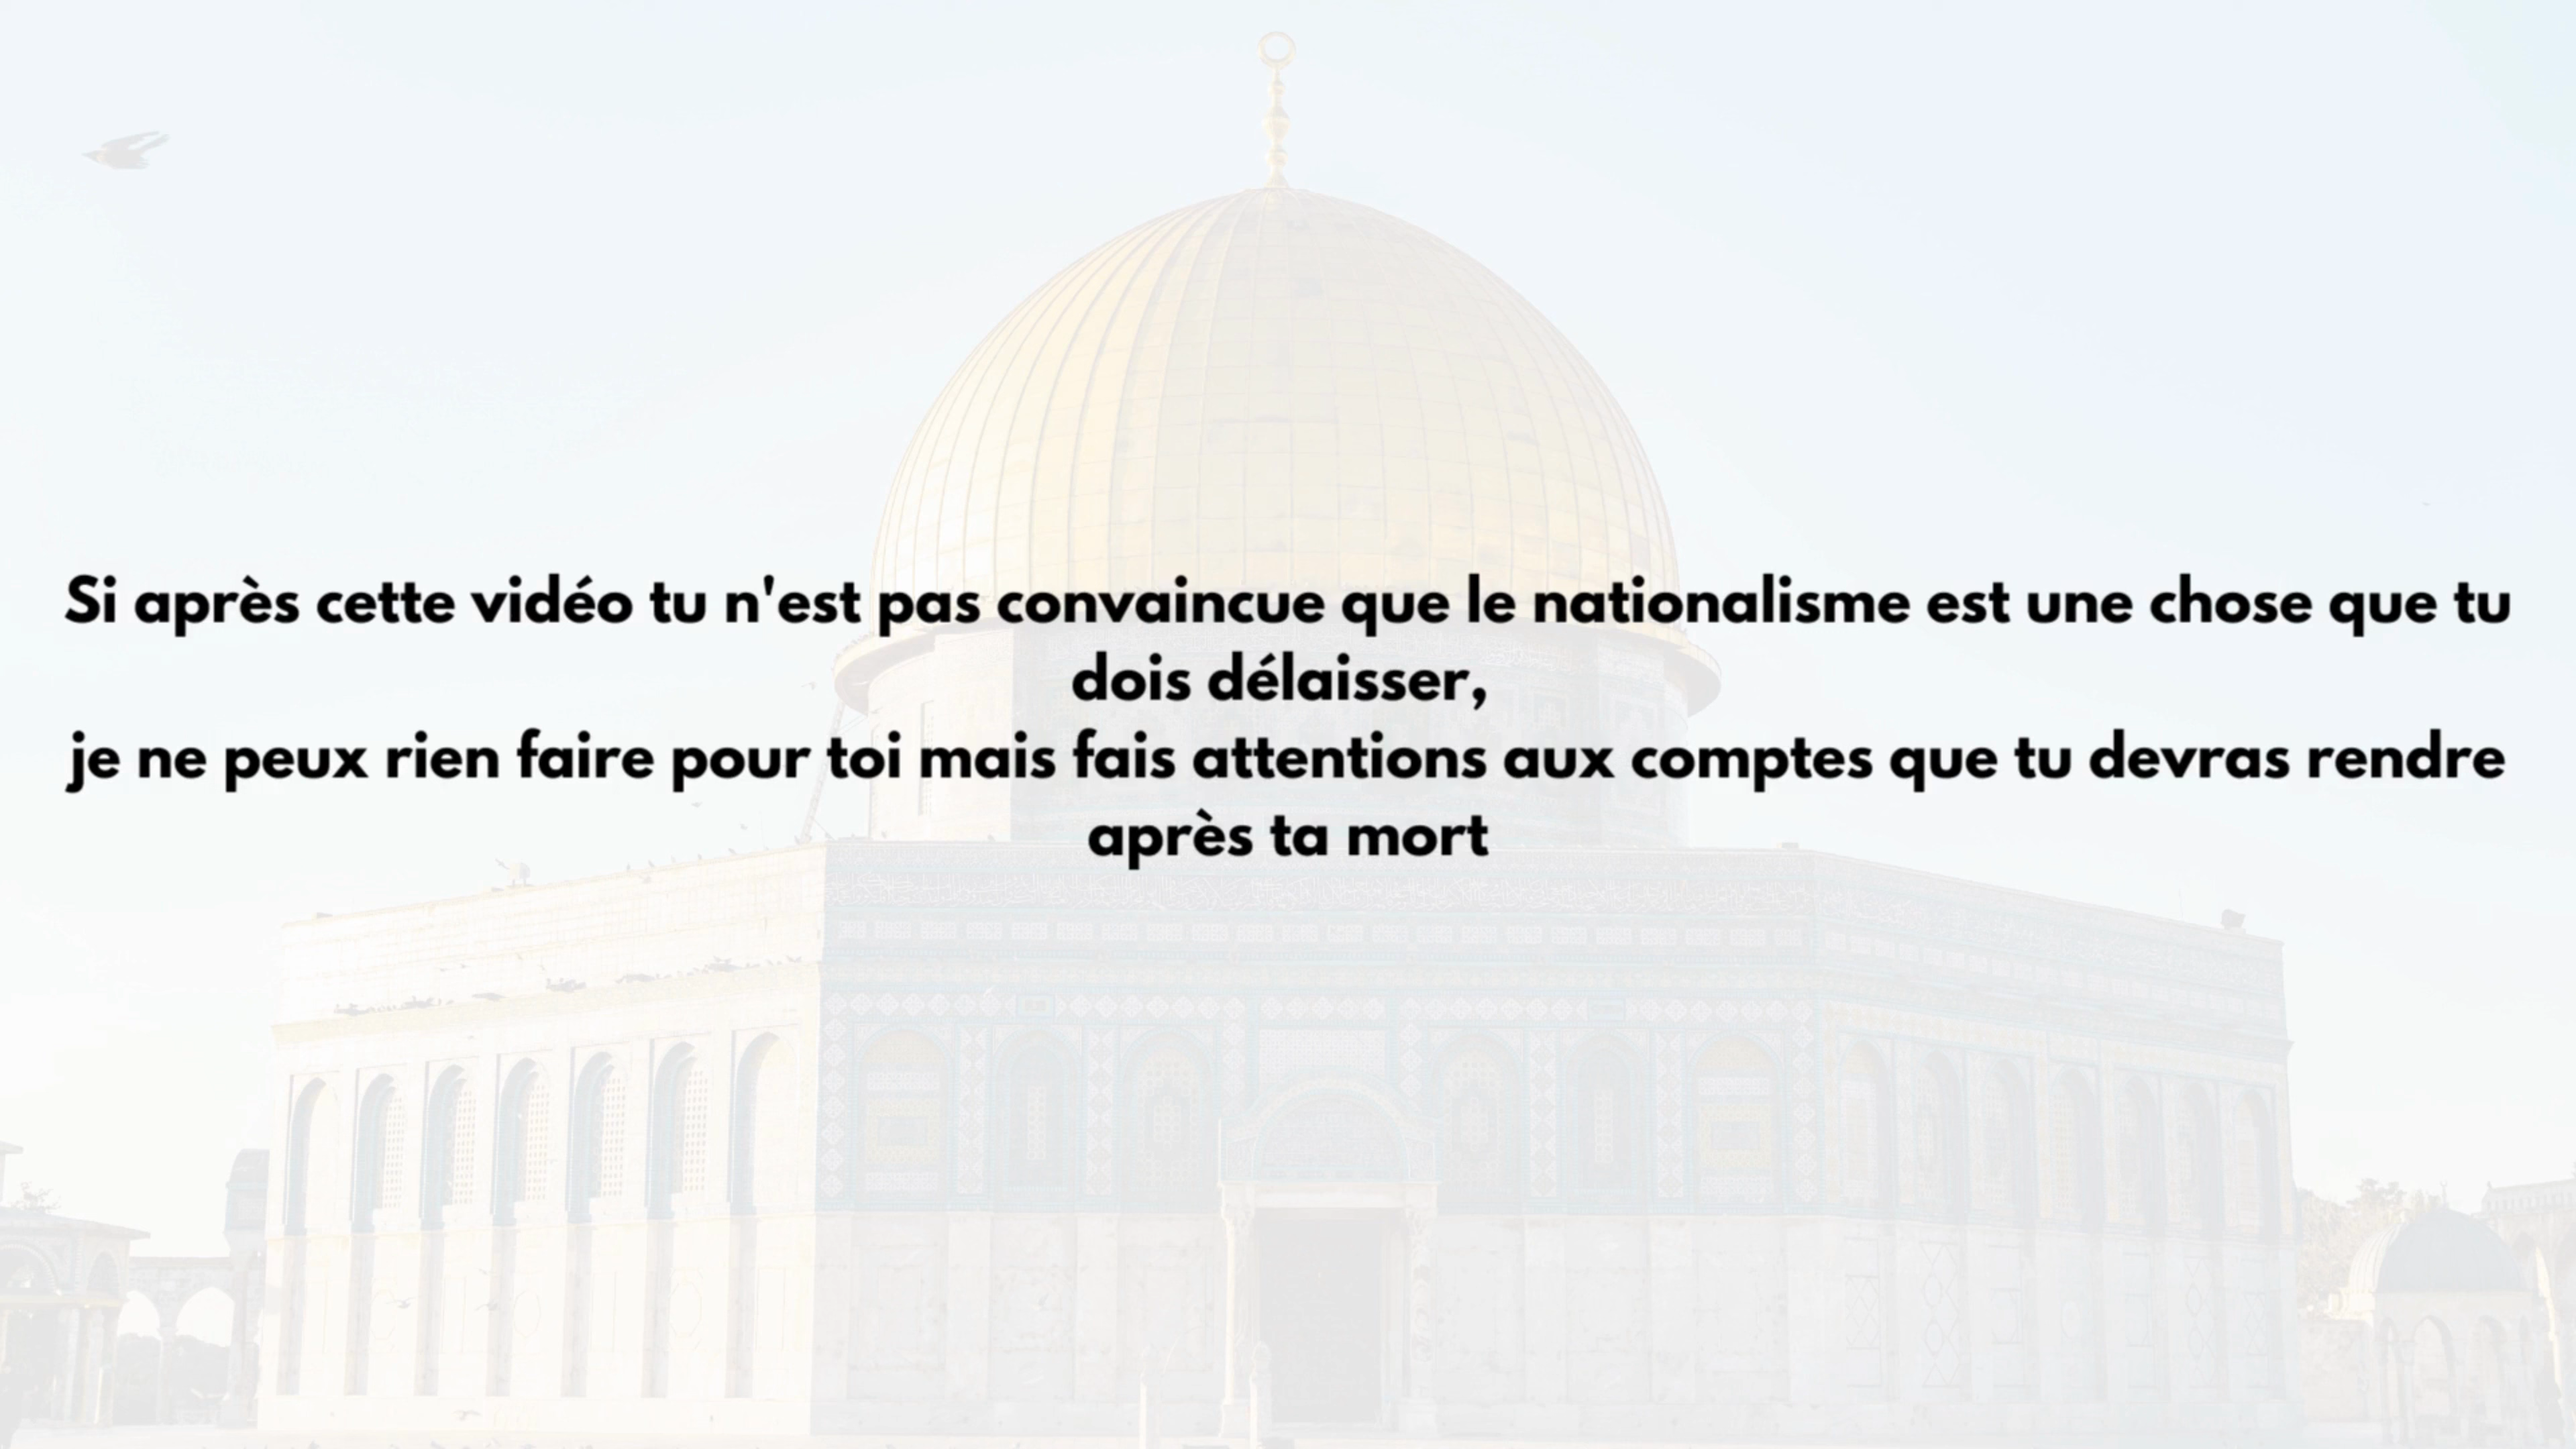 Si après cette vidéo tu n'est pas convaincue que le nationalisme est une chose que tu
dois délaisser,
je ne peux rien faire pour toi mais fais attentions aux comptes que tu devras rendre
après ta mort